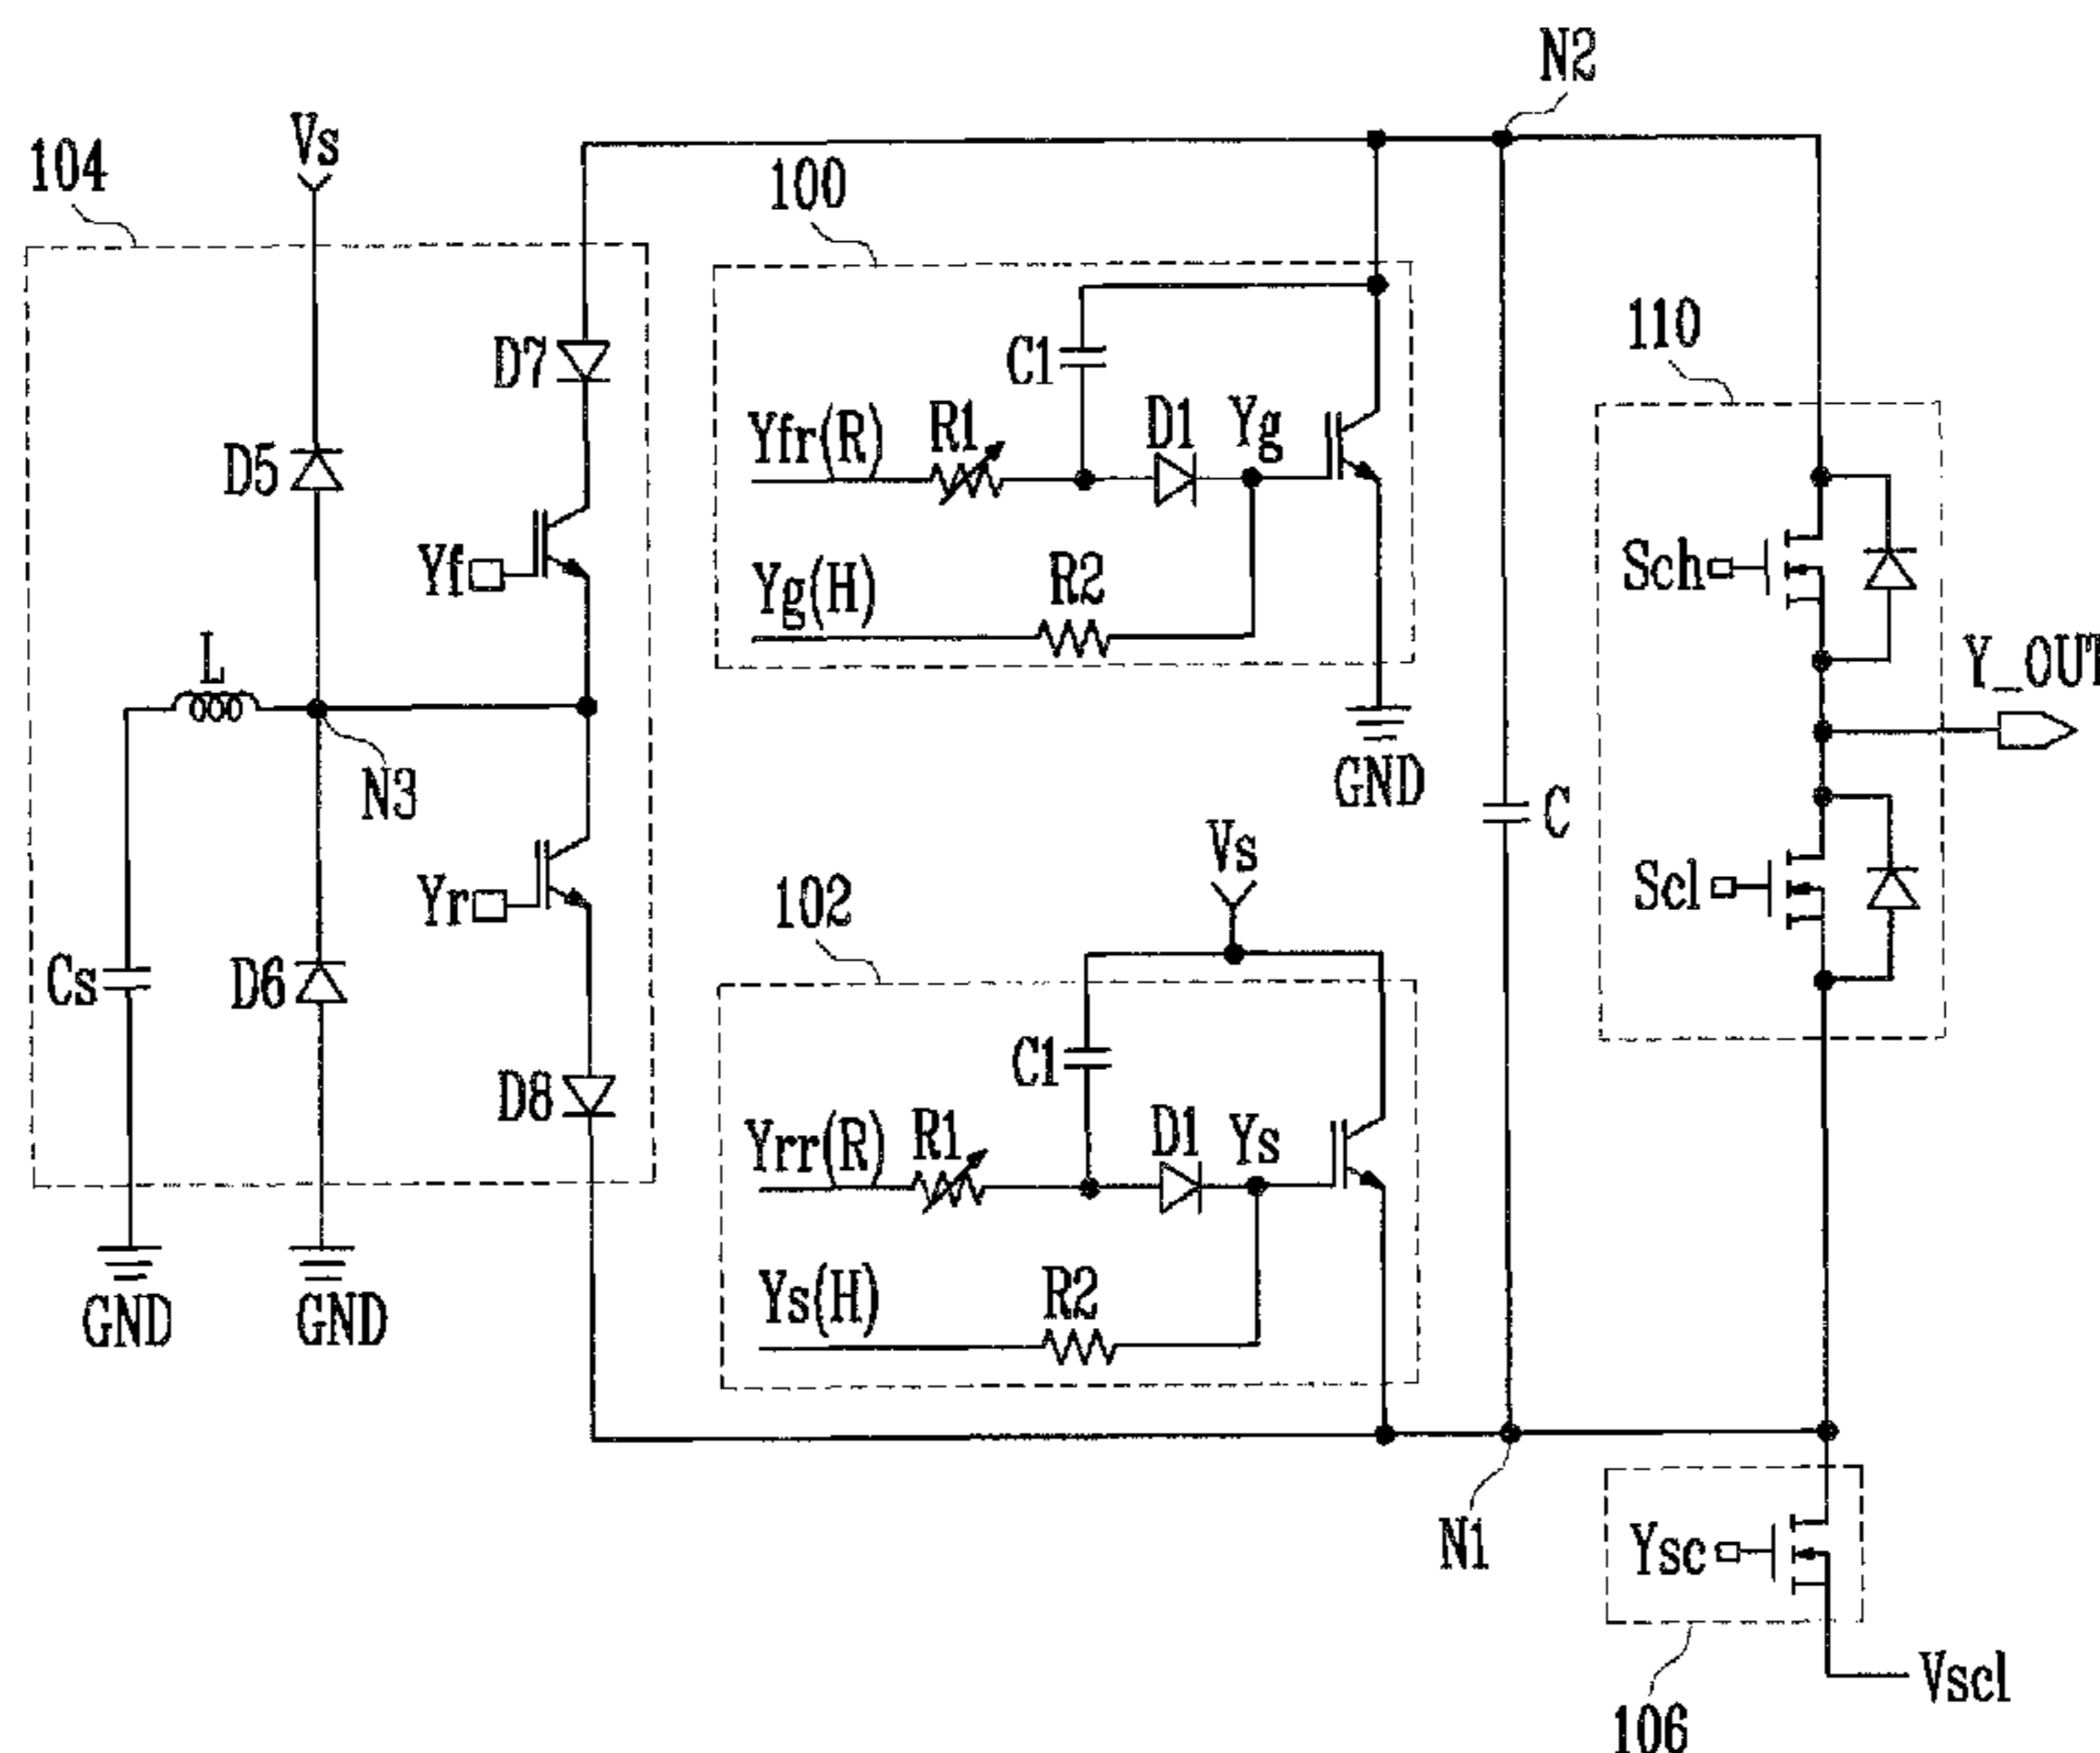 N2
Vs
104
100
110
D7
C1
Yfr(R)
R1
D1
Yg
D5
Yf
Sch
Yg(H)
R2
L
Y_OUT
GND
N3
C
Vs
102
Scl
Yr
Cs
D6
C1
D8
Yrr(R)
R1
D1
Ys
Ys(H)
R2
GND
GND
N1
Ysc
Vscl
106